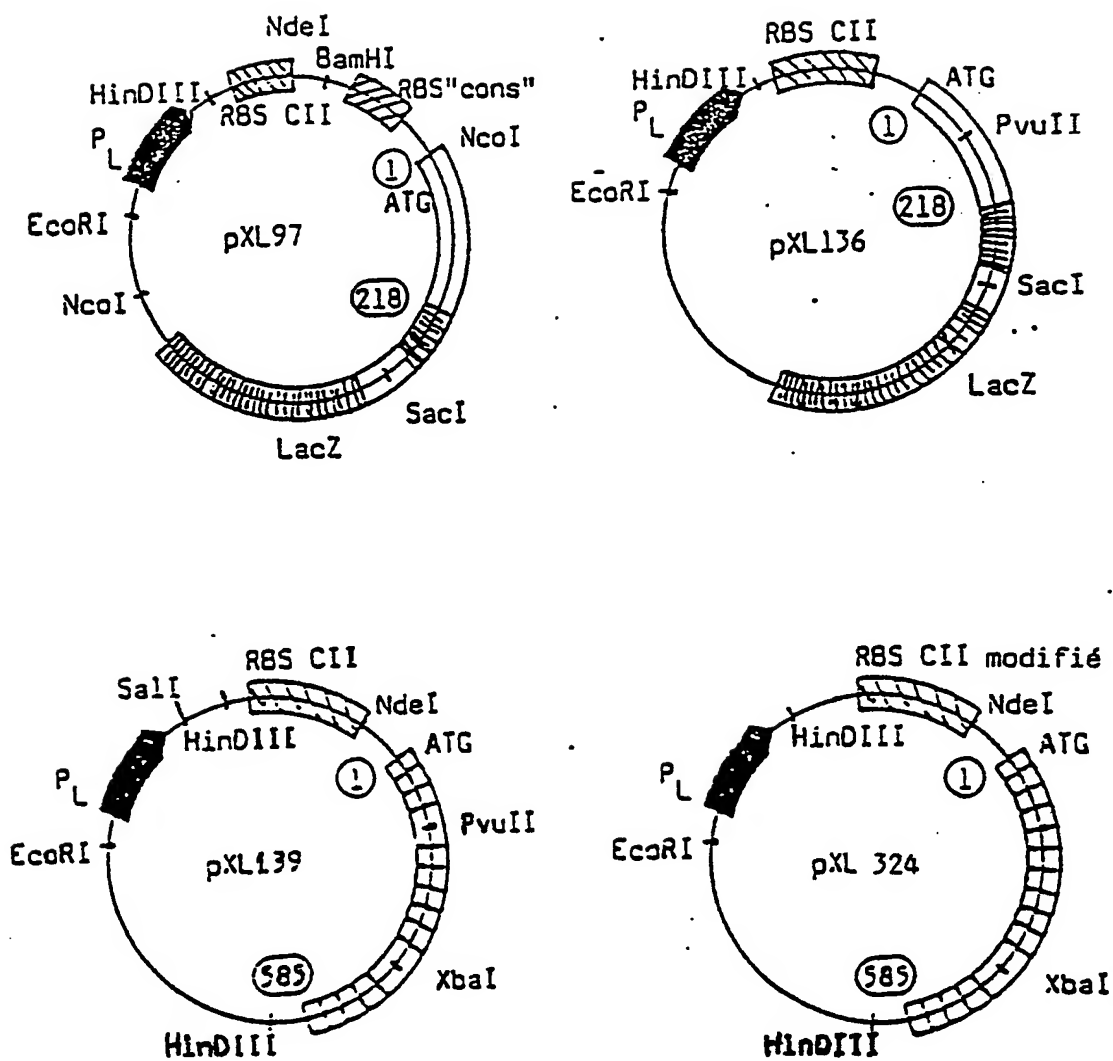 NdeI
BamHI
HinDIII
RBS CII
RBS"cons"
P
L
NcoI
1
ATG
EcoRI
pXL97
NcoI
218
SacI
LacZ
RBS CII
HinDIII
ATG
P
L
1
PvuII
EcoRI
218
pXL136
SacI
LacZ
RBS CII
SalI
NdeI
HinDIII
ATG
P
L
1
PvuII
EcoRI
pXL139
585
XbaI
HinDIII
RBS CII modifié
NdeI
HinDIII
ATG
P
L
1
EcoRI
pXL 324
585
XbaI
HinDIII